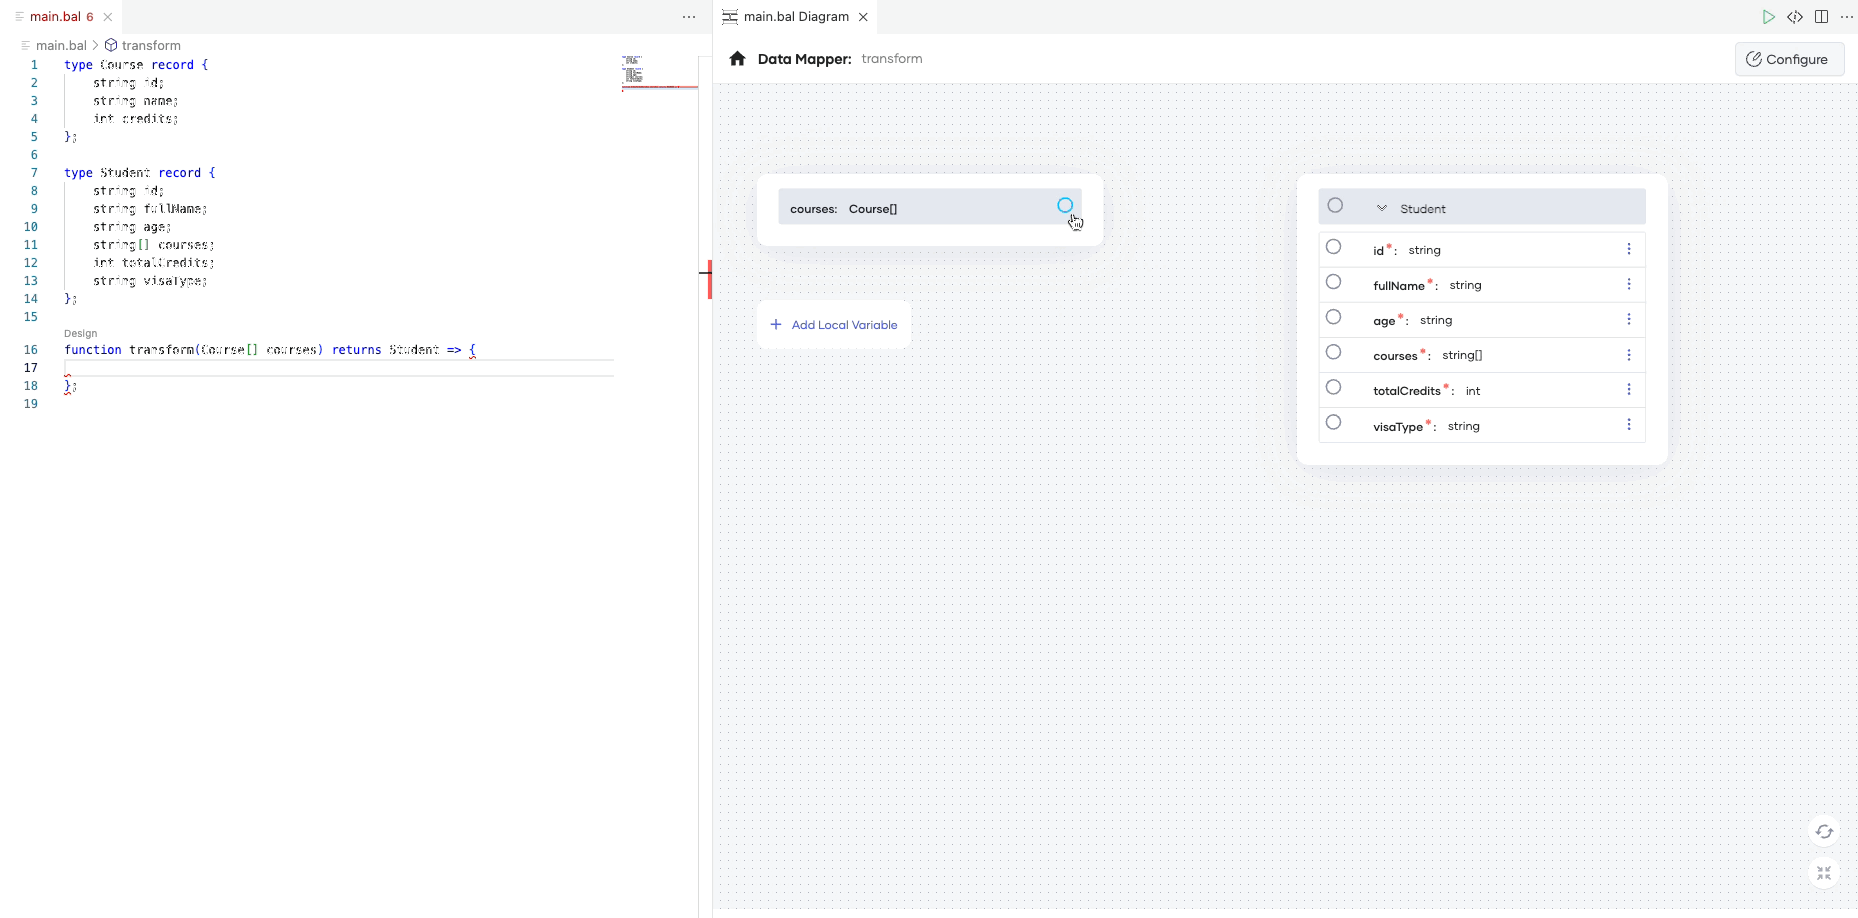 main.bal 6
main.bal > transform
1 type Course record {
2     string id;
3     string name;
4     int credits;
5 };
6
7 type Student record {
8     string id;
9     string fullName;
10     string age;
11     string[] courses;
12     int totalCredits;
13     string visaType;
14 };
15
Design
16 function transform(Course[] courses) returns Student => {
17
18 };
19
main.bal Diagram
Data Mapper: transform
Configure
courses: Course[]
+ Add Local Variable
Student
id*: string
fullName*: string
age*: string
courses*: string[]
totalCredits*: int
visaType*: string